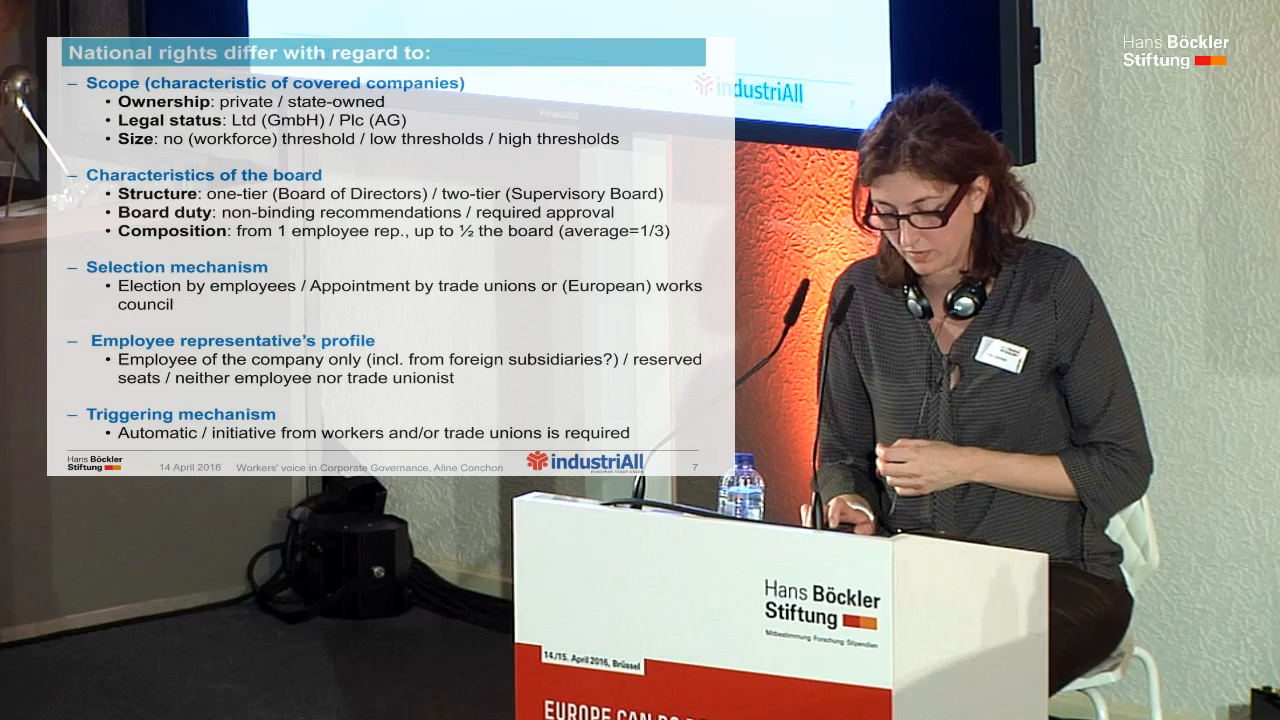 National rights differ with regard to:
– Scope (characteristic of covered companies)
• Ownership: private / state-owned
• Legal status: Ltd (GmbH) / Plc (AG)
• Size: no (workforce) threshold / low thresholds / high thresholds
– Characteristics of the board
• Structure: one-tier (Board of Directors) / two-tier (Supervisory Board)
• Board duty: non-binding recommendations / required approval
• Composition: from 1 employee rep., up to ½ the board (average=1/3)
– Selection mechanism
• Election by employees / Appointment by trade unions or (European) works
council
– Employee representative's profile
• Employee of the company only (incl. from foreign subsidiaries?) / reserved
seats / neither employee nor trade unionist
– Triggering mechanism
• Automatic / initiative from workers and/or trade unions is required
Hans Böckler
Stiftung
14 April 2016 Workers' voice in Corporate Governance, Aline Conchon
industriAll
EUROPEAN TRADE UNION
7
industriAll
7
Panasonic
Hans Böckler
Stiftung
Hans Böckler
Stiftung
Mitbestimmung Forschung Stipendien
14./15. April 2016, Brüssel
EUROPE CAN DO